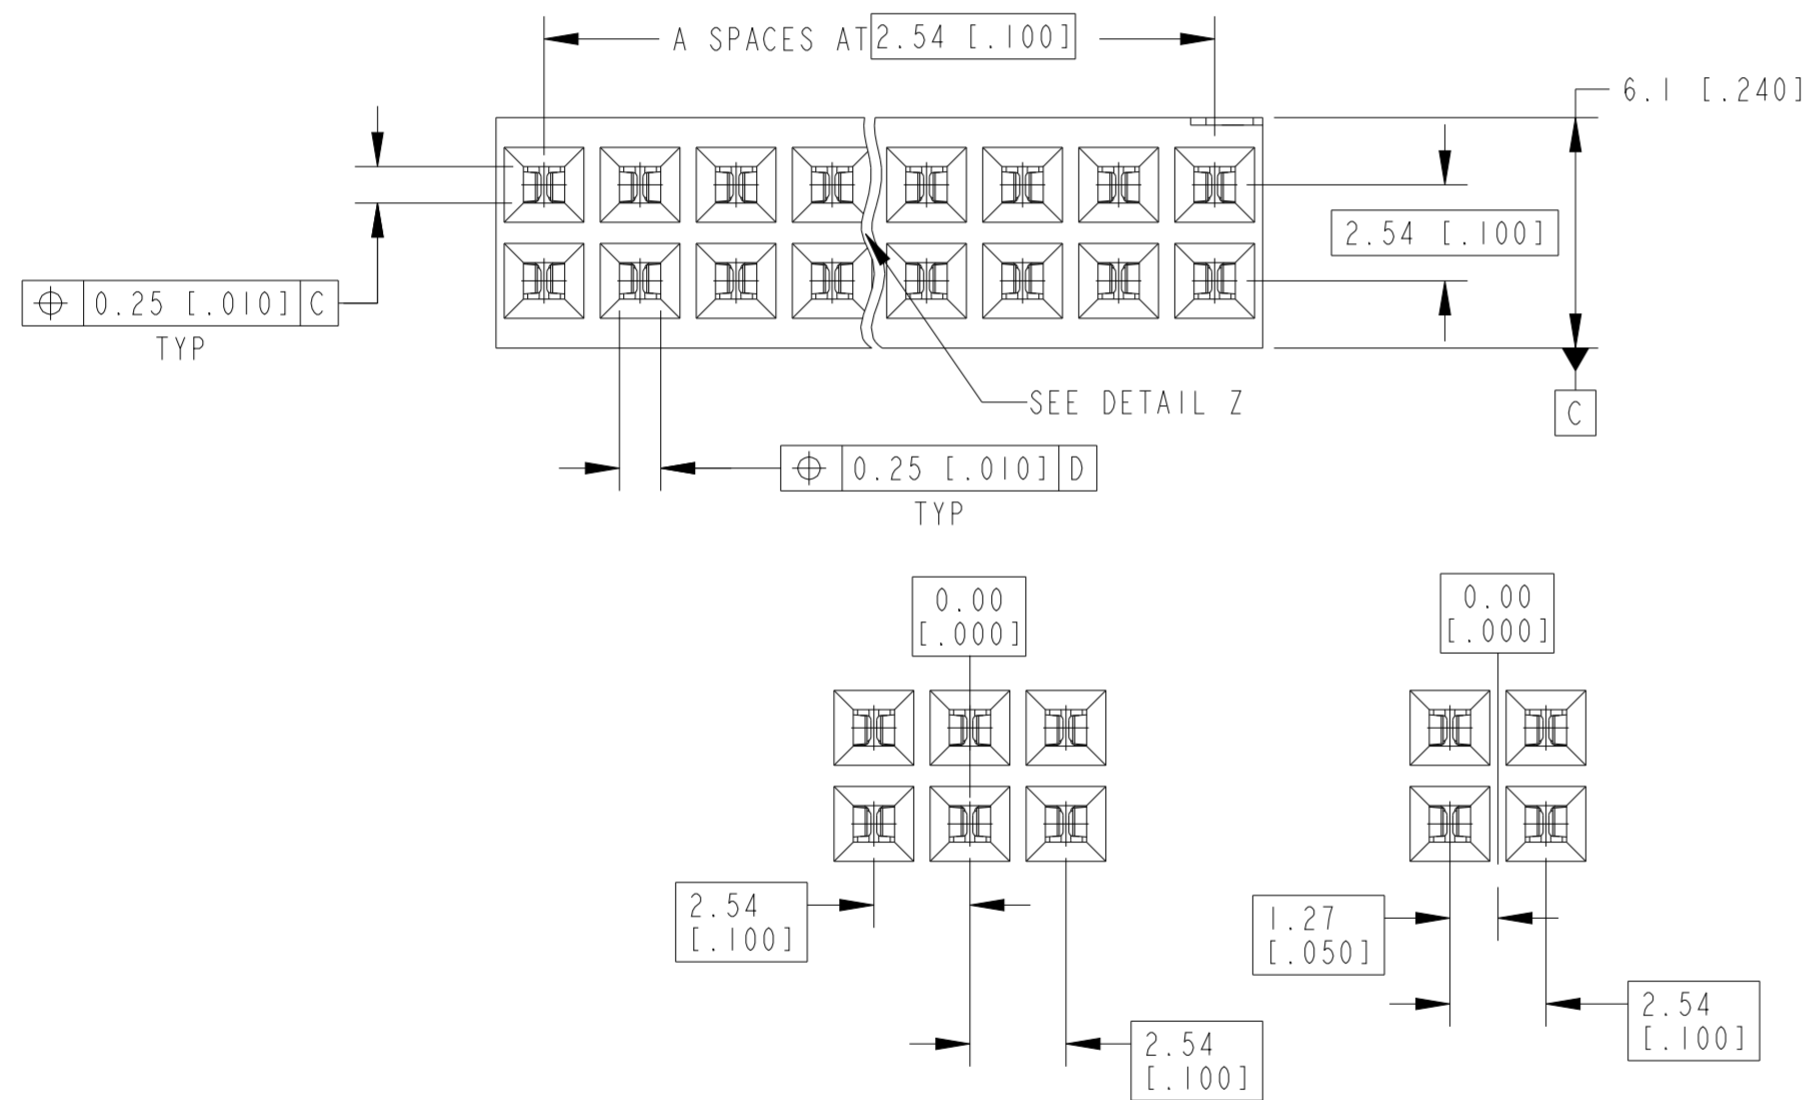 A SPACES AT 2.54 [.100]
6.1 [.240]
2.54 [.100]
⌖ 0.25 [.010] C
TYP
SEE DETAIL Z
C
⌖ 0.25 [.010] D
TYP
0.00
[.000]
0.00
[.000]
2.54
[.100]
1.27
[.050]
2.54
[.100]
2.54
[.100]